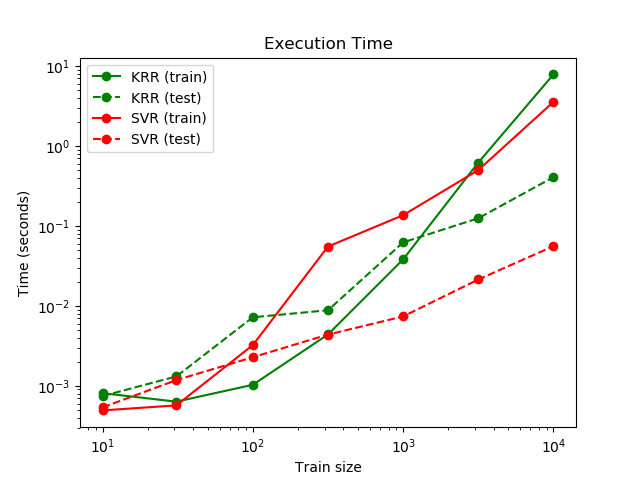 Execution Time
KRR (train)
KRR (test)
SVR (train)
SVR (test)
Time (seconds)
10¹
10⁰
10⁻¹
10⁻²
10⁻³
10¹ 10² 10³ 10⁴
Train size